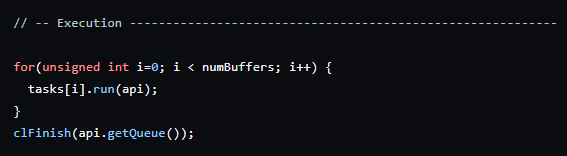 // -- Execution -----------------------------------------------------------
for(unsigned int i=0; i < numBuffers; i++) {
  tasks[i].run(api);
}
clFinish(api.getQueue());